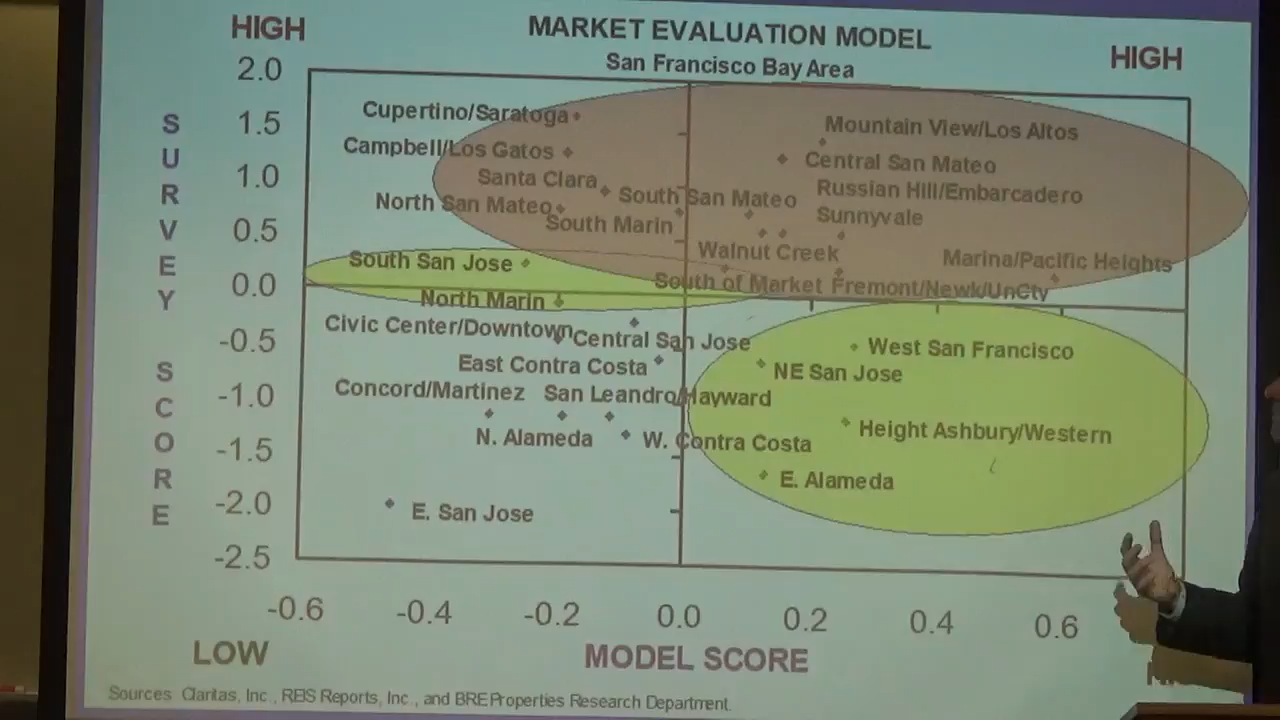 MARKET EVALUATION MODEL
San Francisco Bay Area
HIGH
HIGH
SURVEY SCORE
2.0
1.5
1.0
0.5
0.0
-0.5
-1.0
-1.5
-2.0
-2.5
Cupertino/Saratoga
Mountain View/Los Altos
Campbell/Los Gatos
Central San Mateo
Santa Clara
South San Mateo
Russian Hill/Embarcadero
North San Mateo
South Marin
Sunnyvale
Walnut Creek
Marina/Pacific Heights
South San Jose
South of Market
Fremont/Newk/UnCty
North Marin
Civic Center/Downtown
Central San Jose
West San Francisco
East Contra Costa
NE San Jose
Concord/Martinez
San Leandro/Hayward
N. Alameda
W. Contra Costa
Height Ashbury/Western
E. Alameda
E. San Jose
-0.6 -0.4 -0.2 0.0 0.2 0.4 0.6
LOW
MODEL SCORE
Sources Claritas, Inc., REIS Reports, Inc., and BRE Properties Research Department.